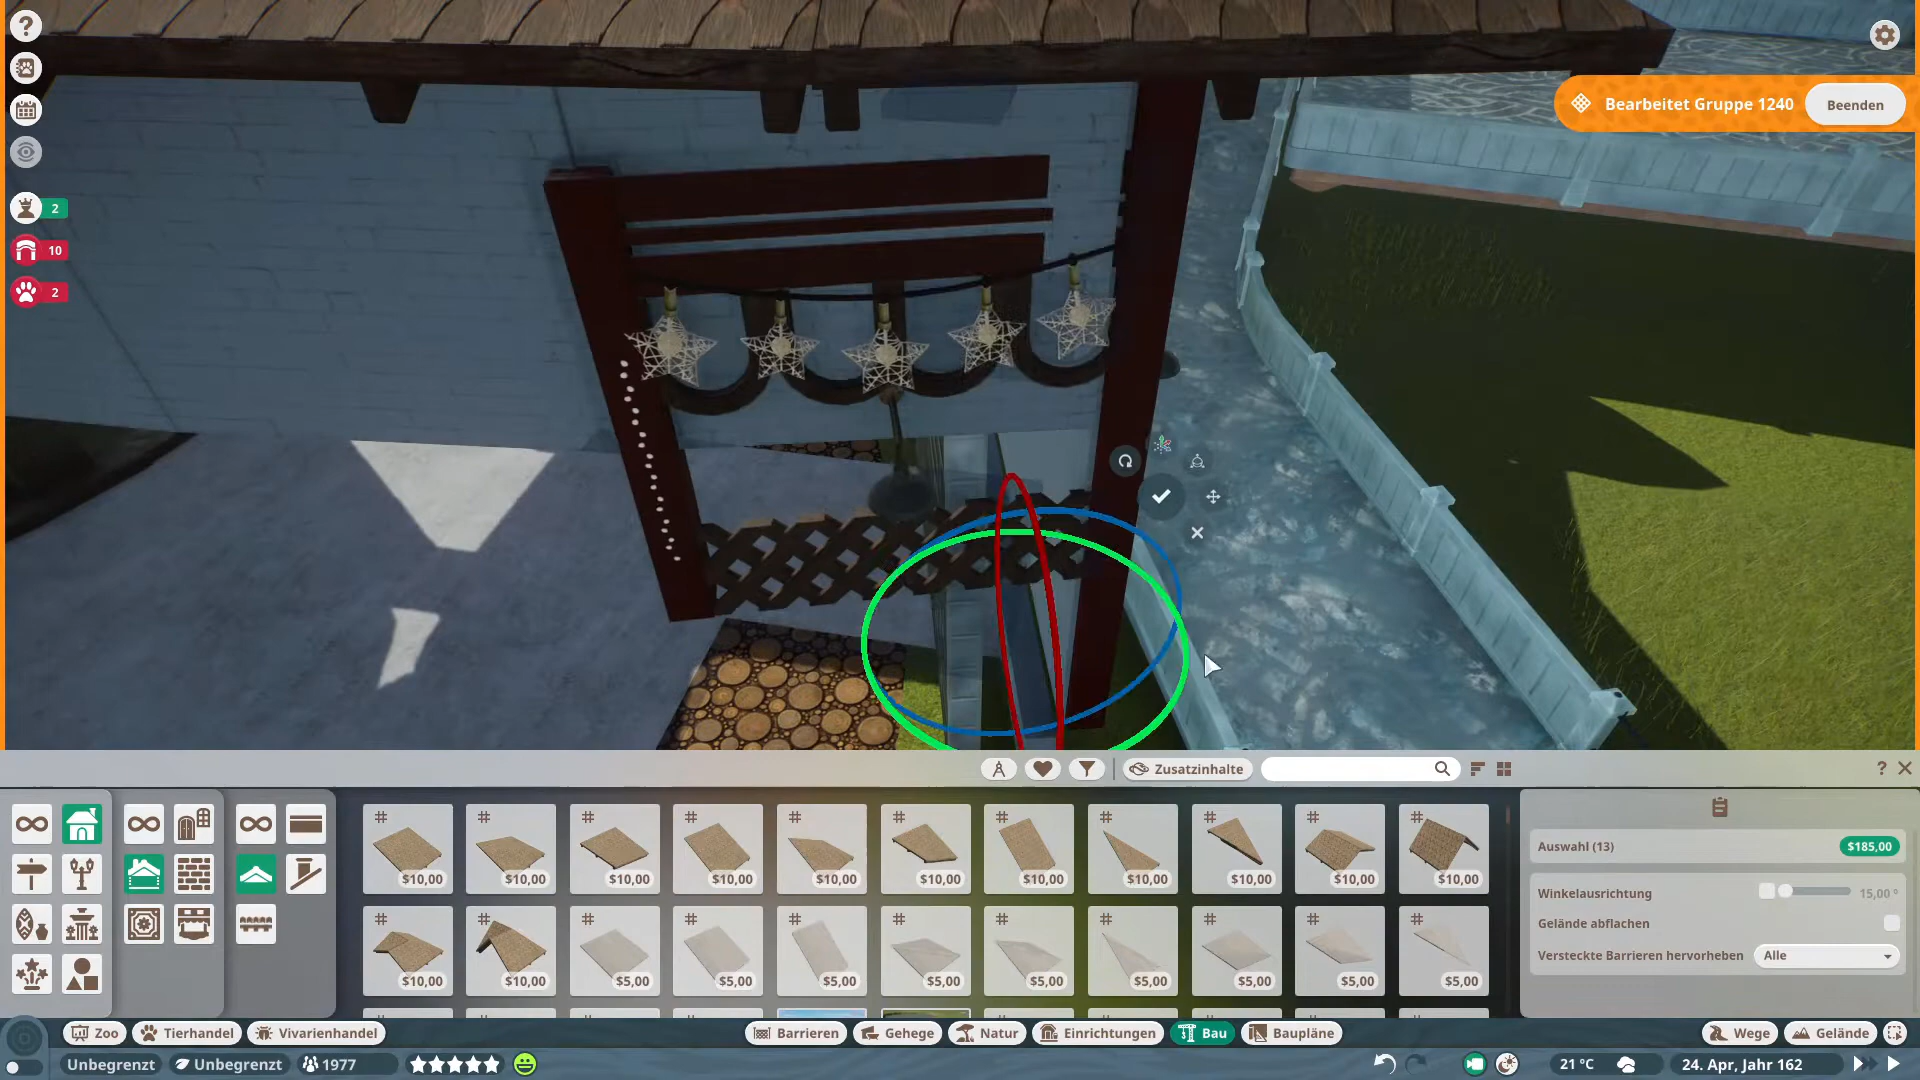 Bearbeitet Gruppe 1240
Beenden
2
10
2
Zusatzinhalte
$10,00 $10,00 $10,00 $10,00 $10,00 $10,00 $10,00 $10,00 $10,00 $10,00 $10,00
$10,00 $10,00 $5,00 $5,00 $5,00 $5,00 $5,00 $5,00 $5,00 $5,00 $5,00
?
Auswahl (13) $185,00
Winkelausrichtung 15,00 °
Gelände abflachen
Versteckte Barrieren hervorheben Alle
Zoo Tierhandel Vivarienhandel Barrieren Gehege Natur Einrichtungen Bau Baupläne Wege Gelände
Unbegrenzt Unbegrenzt 1977 21 °C 24. Apr, Jahr 162